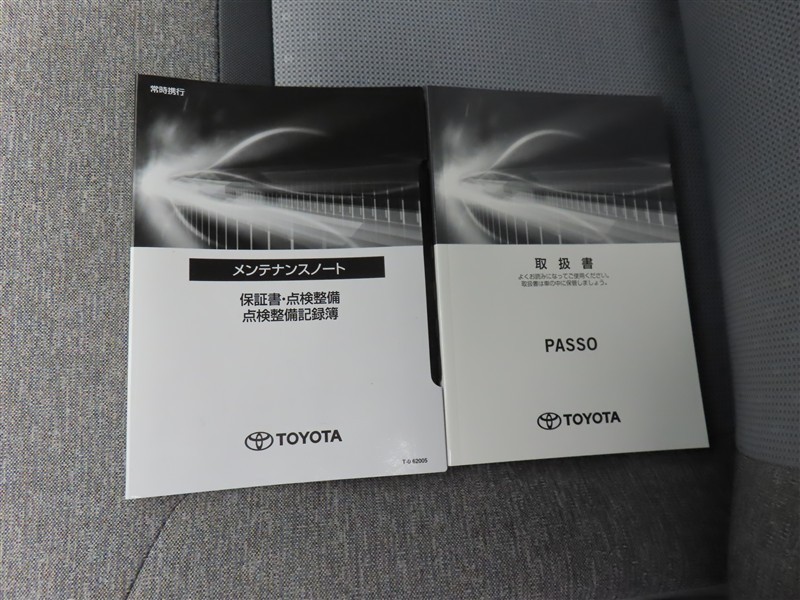 常時携行
メンテナンスノート
保証書・点検整備
点検整備記録簿
TOYOTA
取扱書
よくお読みになってご使用ください。
取扱書は車の中に保管しましょう。
PASSO
TOYOTA